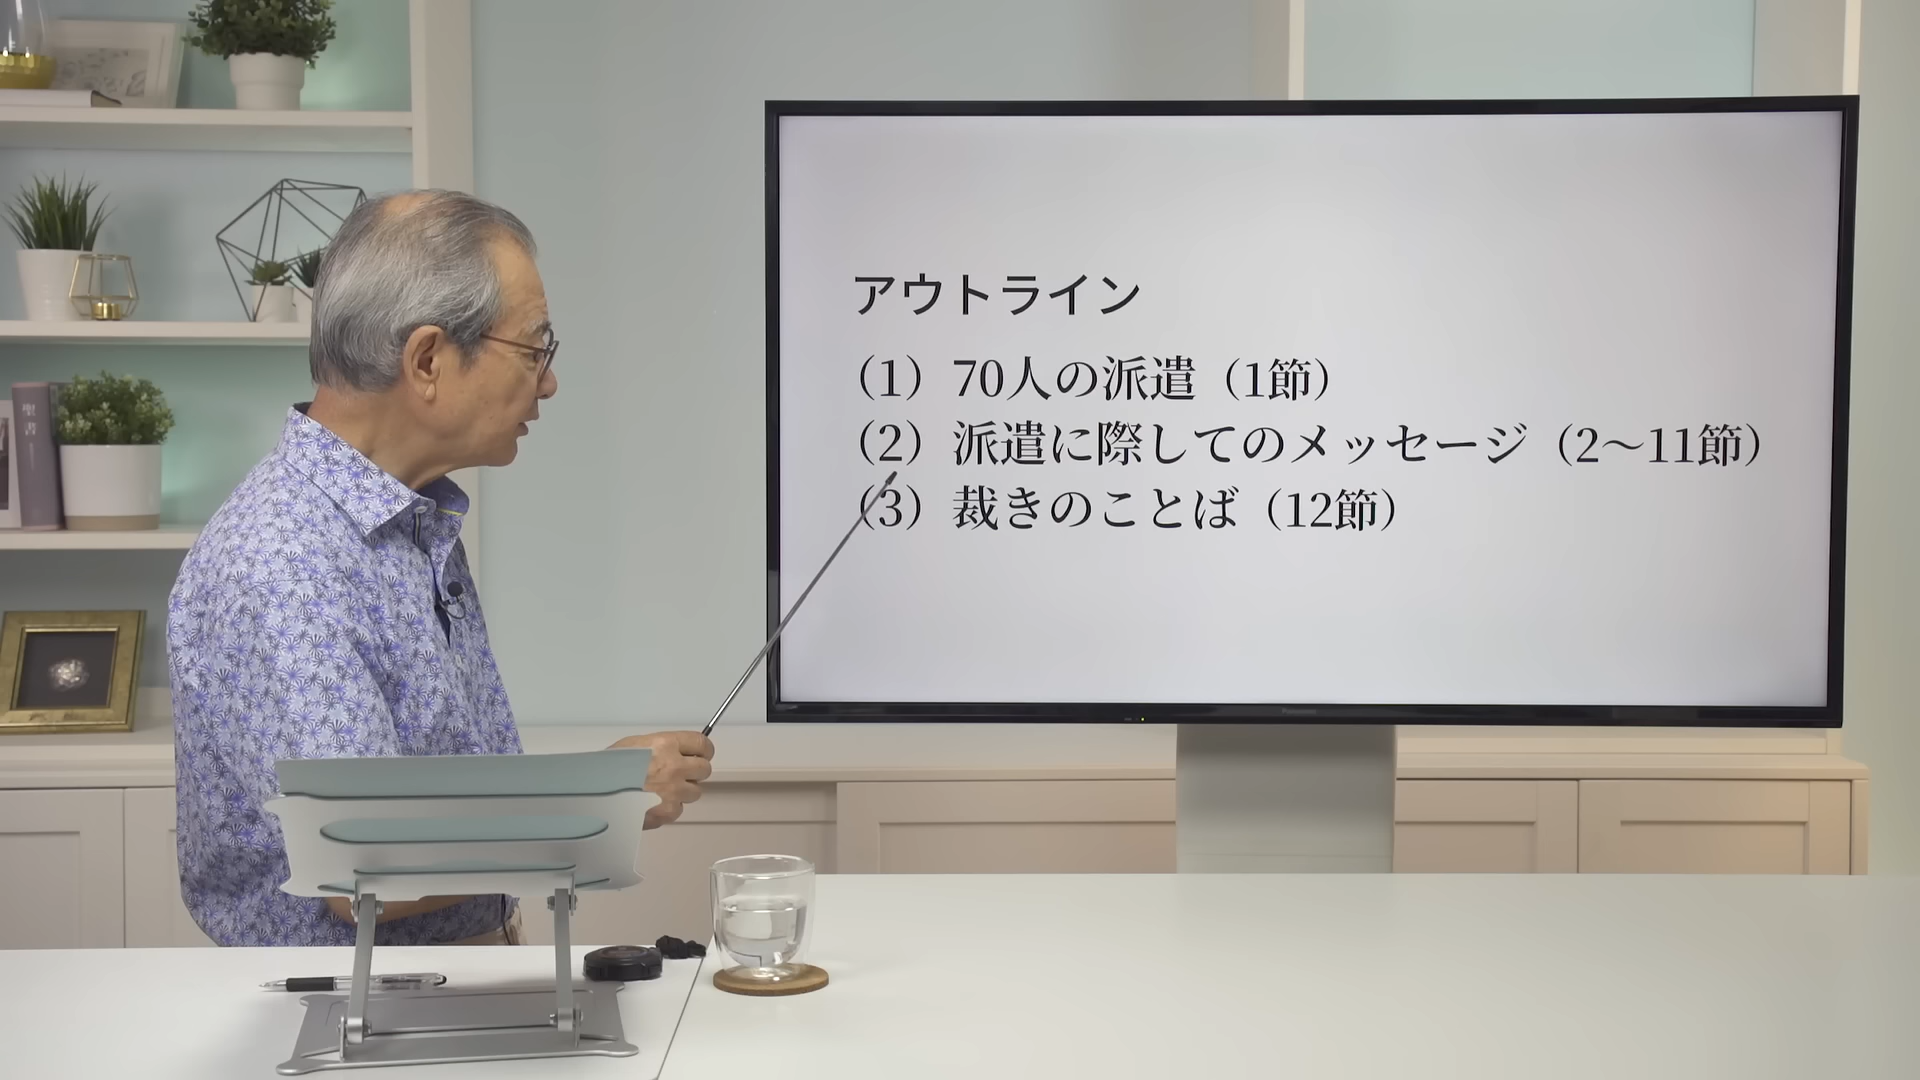 聖書
アウトライン
（1）70人の派遣（1節）
（2）派遣に際してのメッセージ（2〜11節）
（3）裁きのことば（12節）